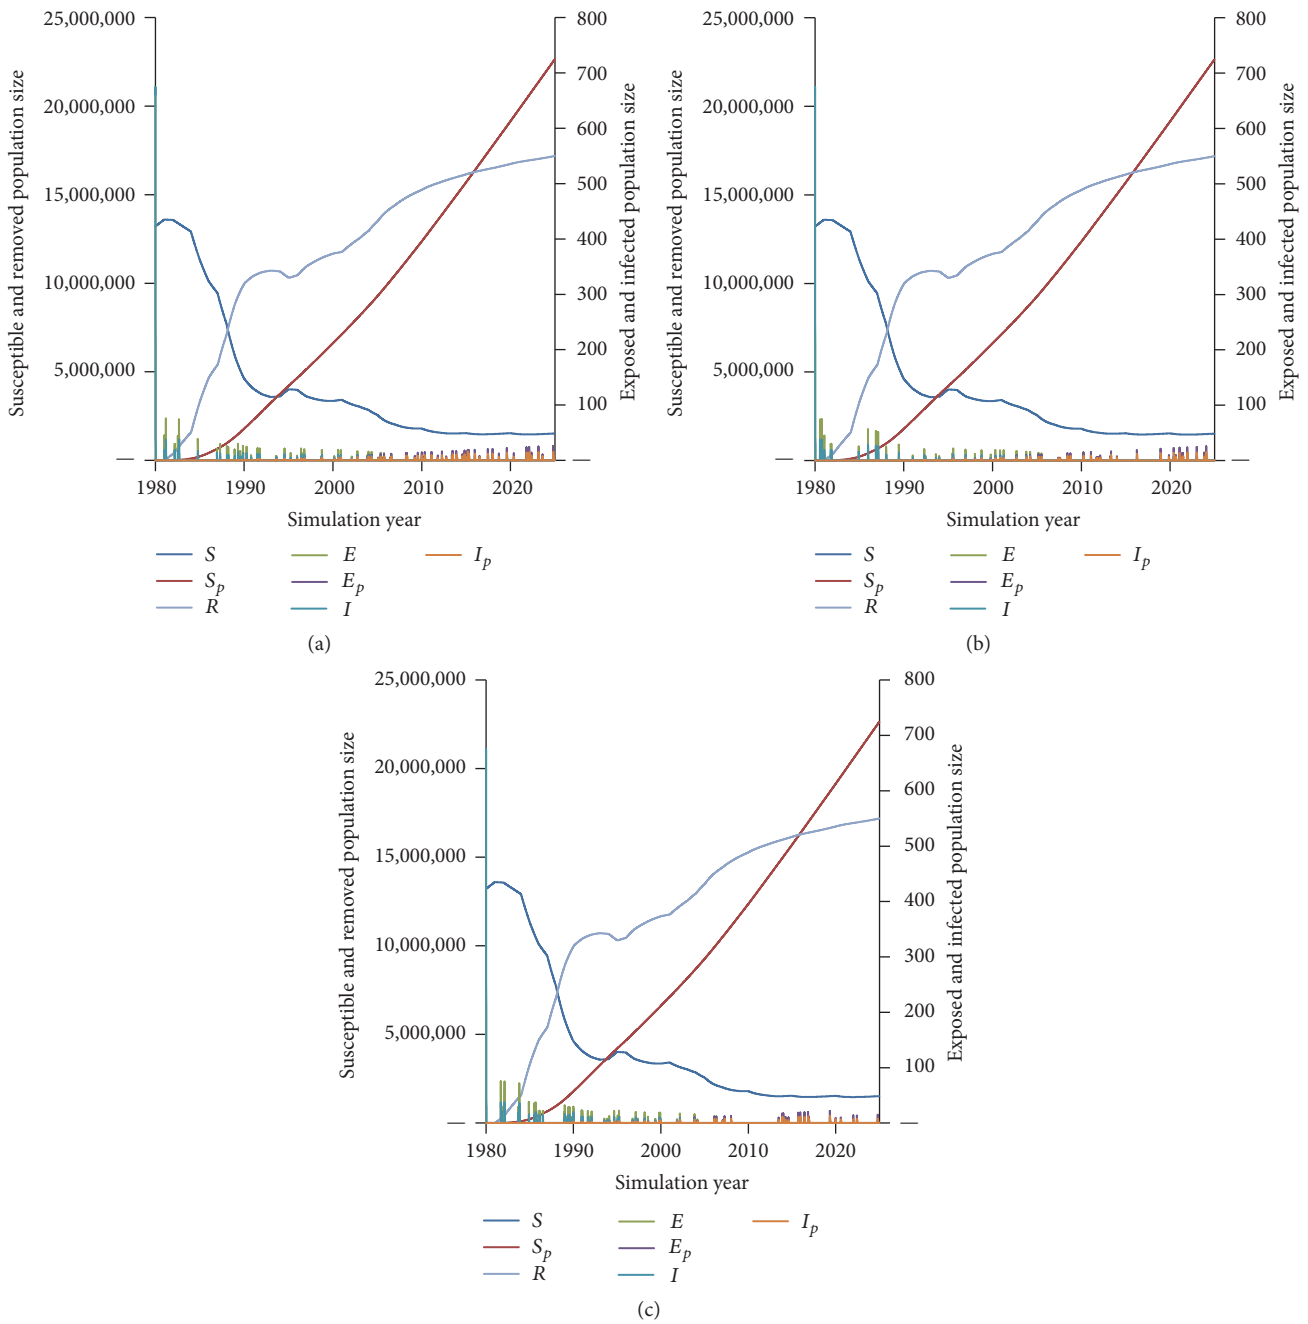 25,000,000
20,000,000
15,000,000
10,000,000
5,000,000
—
Susceptible and removed population size
800
700
600
500
400
300
200
100
—
Exposed and infected population size
1980 1990 2000 2010 2020
Simulation year
S E I_p
S_p E_p
R I
(a)
25,000,000
20,000,000
15,000,000
10,000,000
5,000,000
—
Susceptible and removed population size
800
700
600
500
400
300
200
100
—
Exposed and infected population size
1980 1990 2000 2010 2020
Simulation year
S E I_p
S_p E_p
R I
(b)
25,000,000
20,000,000
15,000,000
10,000,000
5,000,000
—
Susceptible and removed population size
800
700
600
500
400
300
200
100
—
Exposed and infected population size
1980 1990 2000 2010 2020
Simulation year
S E I_p
S_p E_p
R I
(c)